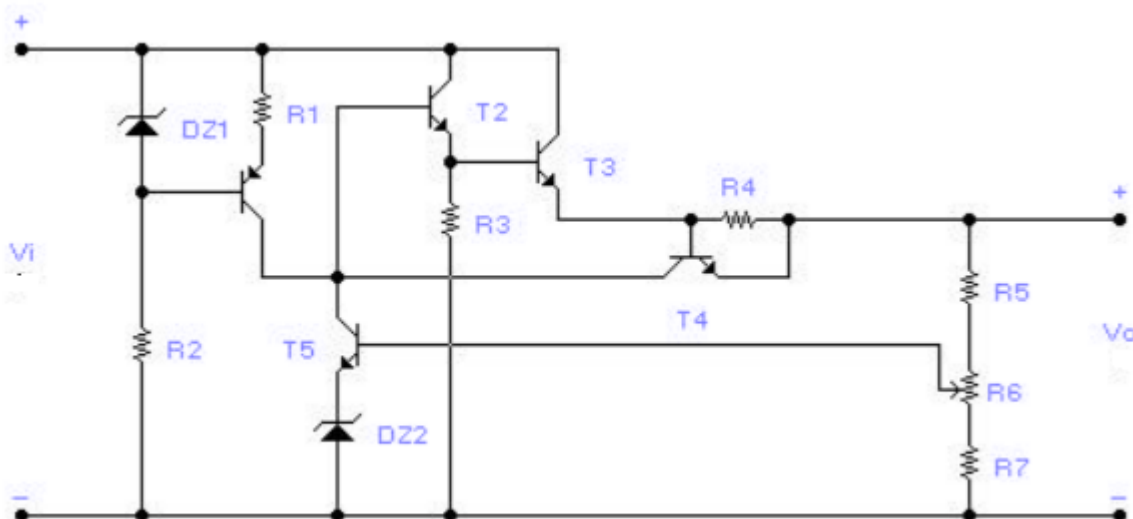 +
+
R1
DZ1
T2
T3
R4
+
R3
Vi
R5
T4
R2
T5
Vo
R6
DZ2
R7
-
-